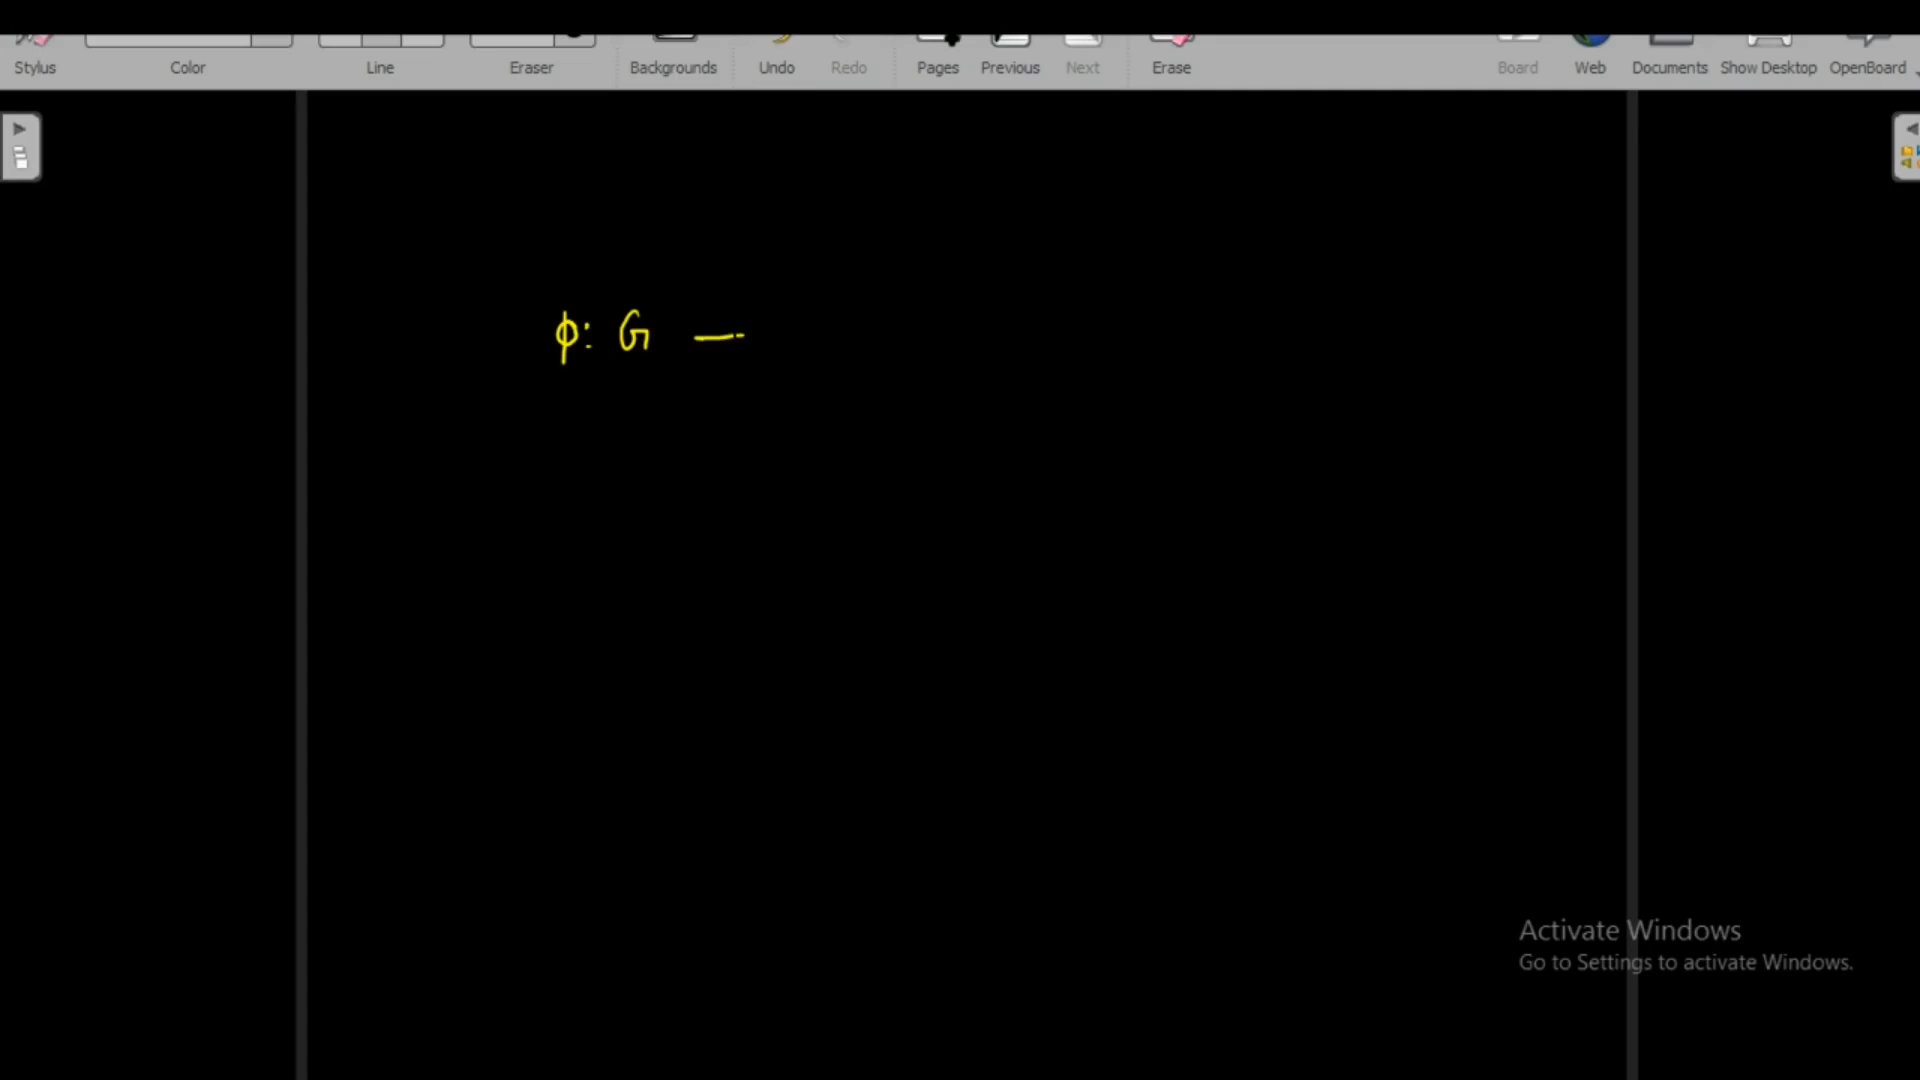 Stylus Color Line Eraser Backgrounds Undo Redo Pages Previous Next Erase Board Web Documents Show Desktop OpenBoard
ϕ: G —
Activate Windows
Go to Settings to activate Windows.